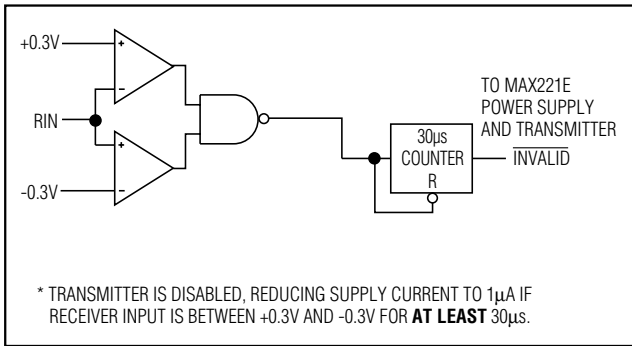 +0.3V
+
-
RIN
+
-
-0.3V
30µs
COUNTER
R
TO MAX221E
POWER SUPPLY
AND TRANSMITTER
INVALID
* TRANSMITTER IS DISABLED, REDUCING SUPPLY CURRENT TO 1µA IF
RECEIVER INPUT IS BETWEEN +0.3V AND -0.3V FOR AT LEAST 30µs.